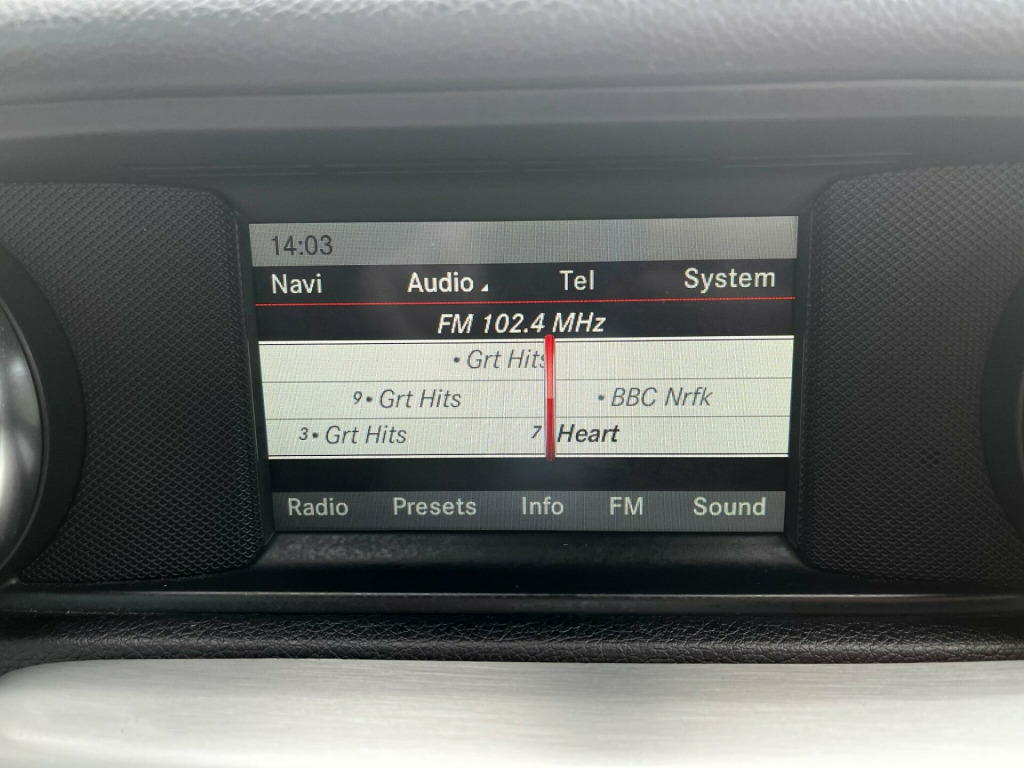 14:03
Navi Audio Tel System
FM 102.4 MHz
• Grt Hits
9• Grt Hits • BBC Nrfk
3• Grt Hits 7 Heart
Radio Presets Info FM Sound